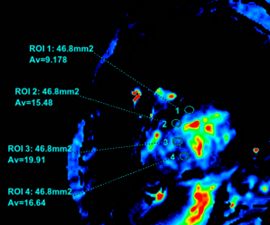 ROI 1: 46.8mm2
Av=9.178
ROI 2: 46.8mm2
Av=15.48
1
2
3
4
ROI 3: 46.8mm2
Av=19.91
ROI 4: 46.8mm2
Av=16.64